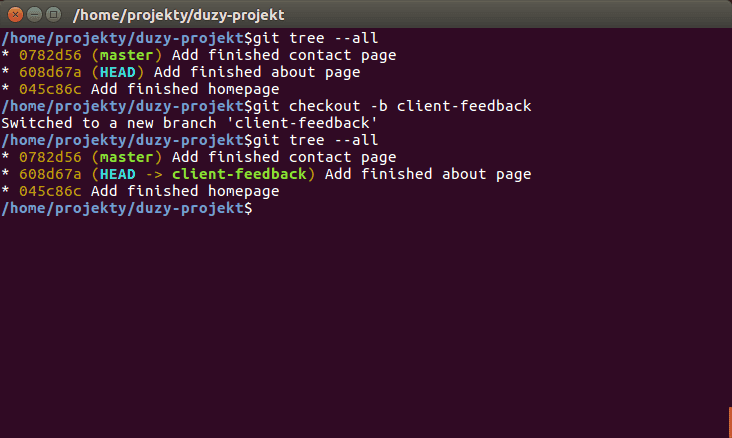 /home/projekty/duzy-projekt
/home/projekty/duzy-projekt$git tree --all
* 0782d56 (master) Add finished contact page
* 608d67a (HEAD) Add finished about page
* 045c86c Add finished homepage
/home/projekty/duzy-projekt$git checkout -b client-feedback
Switched to a new branch 'client-feedback'
/home/projekty/duzy-projekt$git tree --all
* 0782d56 (master) Add finished contact page
* 608d67a (HEAD -> client-feedback) Add finished about page
* 045c86c Add finished homepage
/home/projekty/duzy-projekt$